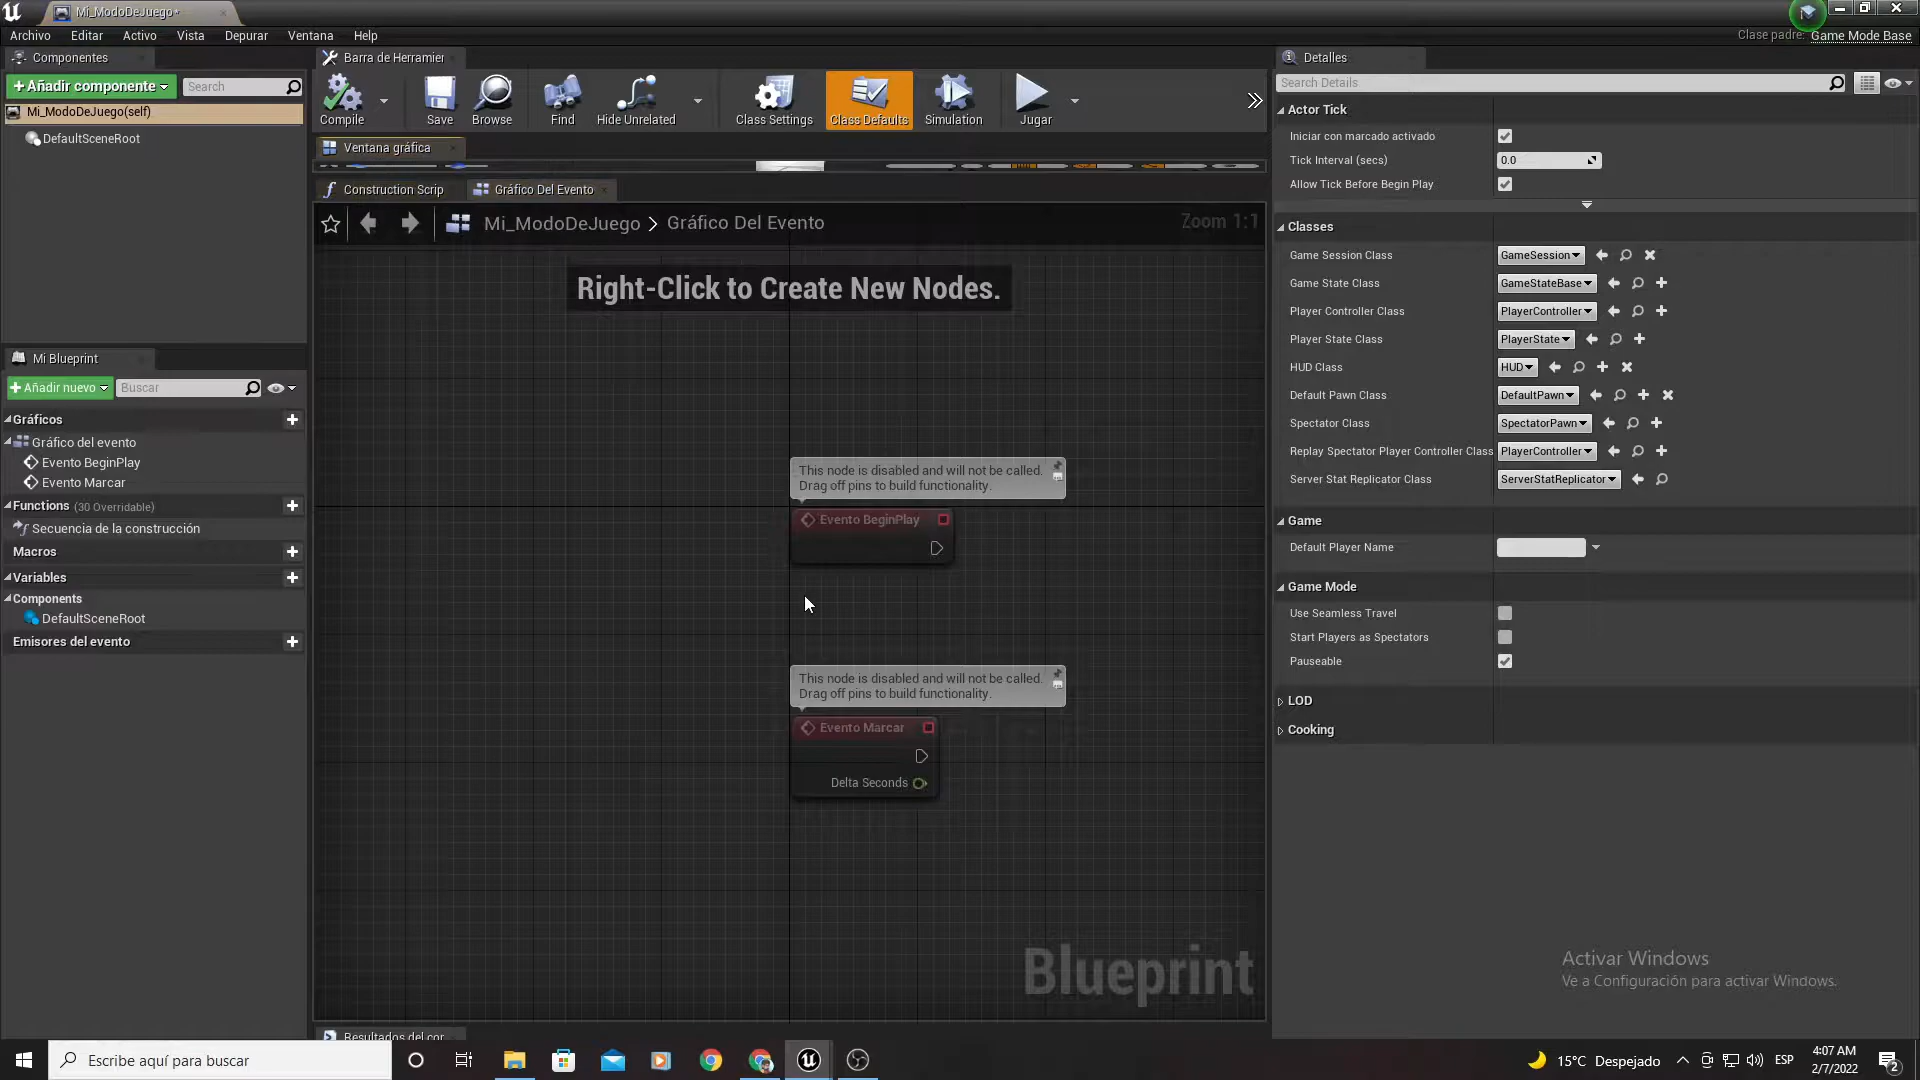 Mi_ModoDeJuego*
Archivo Editar Activo Vista Depurar Ventana Help
Clase padre: Game Mode Base
Componentes
+Añadir componente
Search
Mi_ModoDeJuego(self)
DefaultSceneRoot
Barra de Herramier
Compile
Save
Browse
Find
Hide Unrelated
Class Settings
Class Defaults
Simulation
Jugar
Ventana gráfica
Construction Scrip
Gráfico Del Evento
Mi_ModoDeJuego > Gráfico Del Evento
Zoom 1:1
Right-Click to Create New Nodes.
This node is disabled and will not be called.
Drag off pins to build functionality.
Evento BeginPlay
This node is disabled and will not be called.
Drag off pins to build functionality.
Evento Marcar
Delta Seconds
Blueprint
Resultados del cor
Mi Blueprint
+Añadir nuevo
Buscar
Gráficos
Gráfico del evento
Evento BeginPlay
Evento Marcar
Functions (30 Overridable)
Secuencia de la construcción
Macros
Variables
Components
DefaultSceneRoot
Emisores del evento
Detalles
Search Details
Actor Tick
Iniciar con marcado activado
Tick Interval (secs) 0.0
Allow Tick Before Begin Play
Classes
Game Session Class GameSession
Game State Class GameStateBase
Player Controller Class PlayerController
Player State Class PlayerState
HUD Class HUD
Default Pawn Class DefaultPawn
Spectator Class SpectatorPawn
Replay Spectator Player Controller Class PlayerController
Server Stat Replicator Class ServerStatReplicator
Game
Default Player Name
Game Mode
Use Seamless Travel
Start Players as Spectators
Pauseable
LOD
Cooking
Activar Windows
Ve a Configuración para activar Windows.
Escribe aquí para buscar
15°C Despejado
ESP
4:07 AM
2/7/2022
2